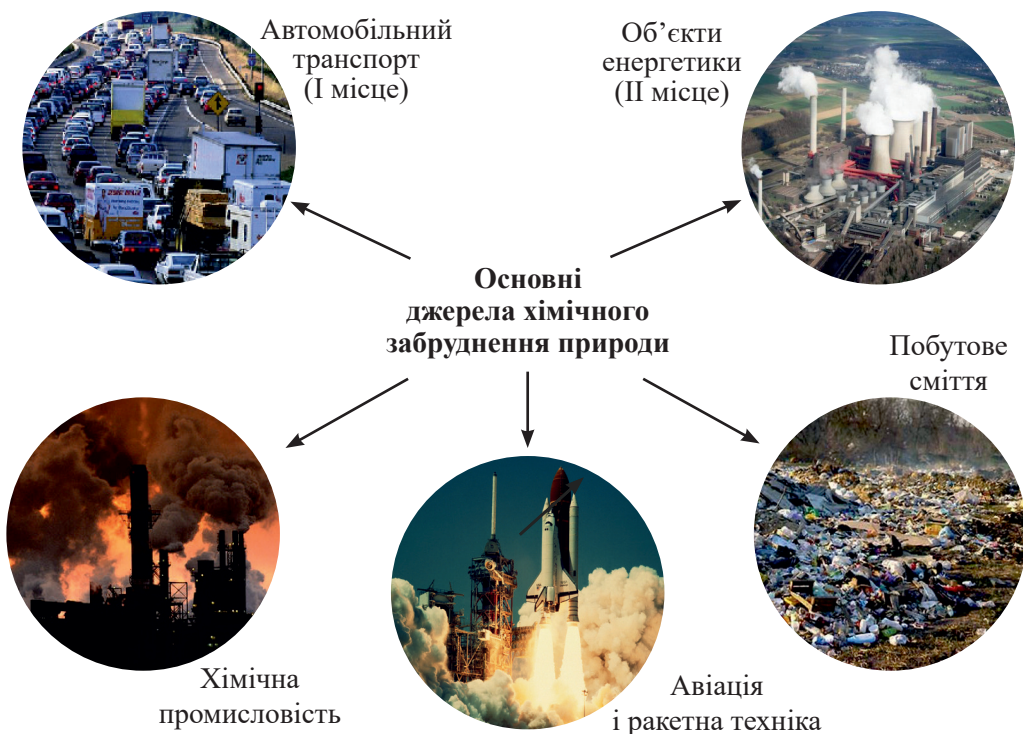 Автомобільний
транспорт
(І місце)
Об’єкти
енергетики
(ІІ місце)
Основні
джерела хімічного
забруднення природи
Побутове
сміття
Хімічна
промисловість
Авіація
і ракетна техніка